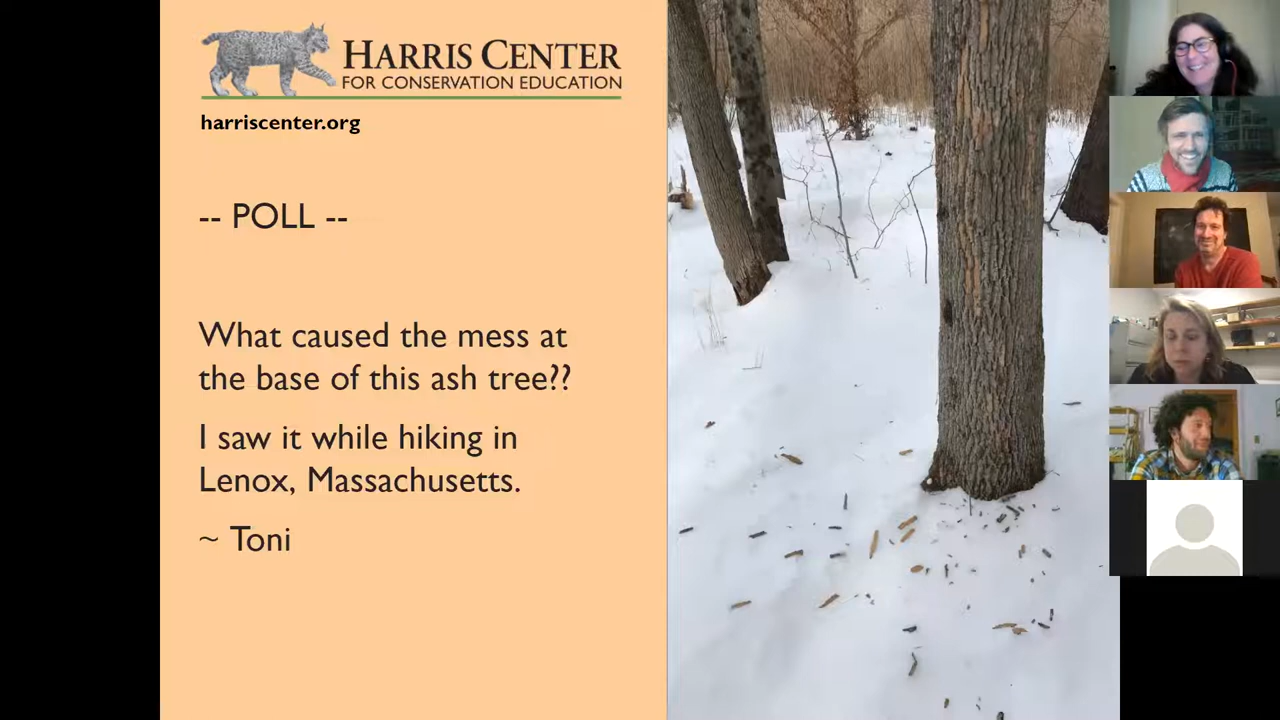 HARRIS CENTER
FOR CONSERVATION EDUCATION
harriscenter.org
-- POLL --
What caused the mess at
the base of this ash tree??
I saw it while hiking in
Lenox, Massachusetts.
~ Toni